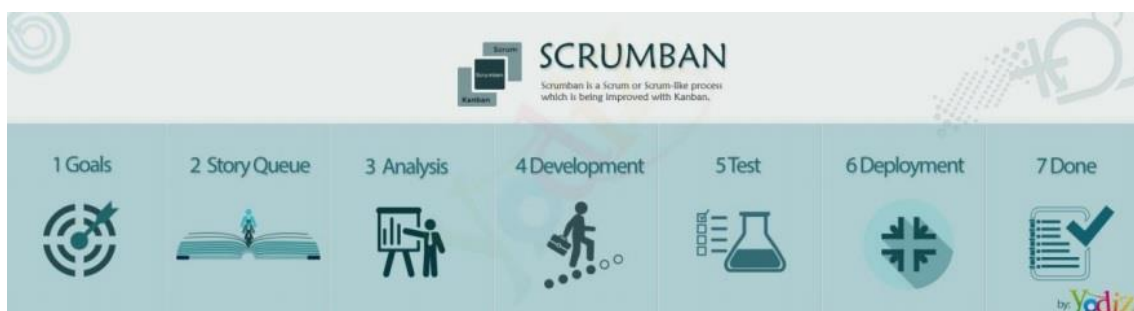 Scrum
Scrumban
Kanban
SCRUMBAN
Scrumban is a Scrum or Scrum-like process
which is being improved with Kanban.
1 Goals
2 Story Queue
3 Analysis
4 Development
5 Test
6 Deployment
7 Done
by: Yodiz
Yodiz